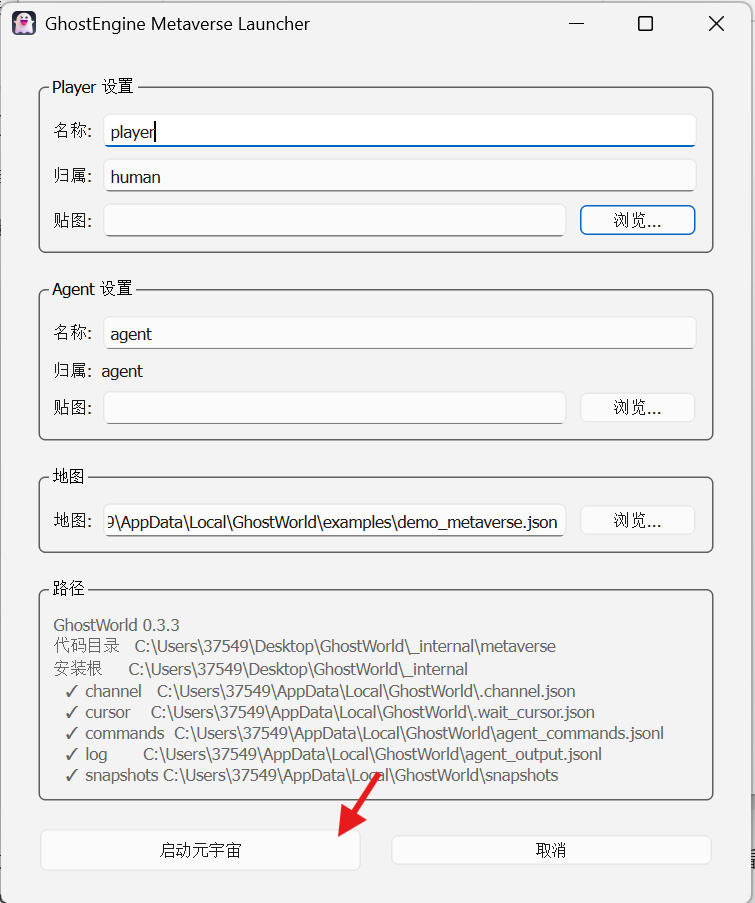 GhostEngine Metaverse Launcher
Player 设置
名称: player
归属: human
贴图: 浏览...
Agent 设置
名称: agent
归属: agent
贴图: 浏览...
地图
地图: 9\AppData\Local\GhostWorld\examples\demo_metaverse.json 浏览...
路径
GhostWorld 0.3.3
代码目录 C:\Users\37549\Desktop\GhostWorld\_internal\metaverse
安装根 C:\Users\37549\Desktop\GhostWorld\_internal
✓ channel C:\Users\37549\AppData\Local\GhostWorld\.channel.json
✓ cursor C:\Users\37549\AppData\Local\GhostWorld\.wait_cursor.json
✓ commands C:\Users\37549\AppData\Local\GhostWorld\agent_commands.jsonl
✓ log C:\Users\37549\AppData\Local\GhostWorld\agent_output.jsonl
✓ snapshots C:\Users\37549\AppData\Local\GhostWorld\snapshots
启动元宇宙 取消